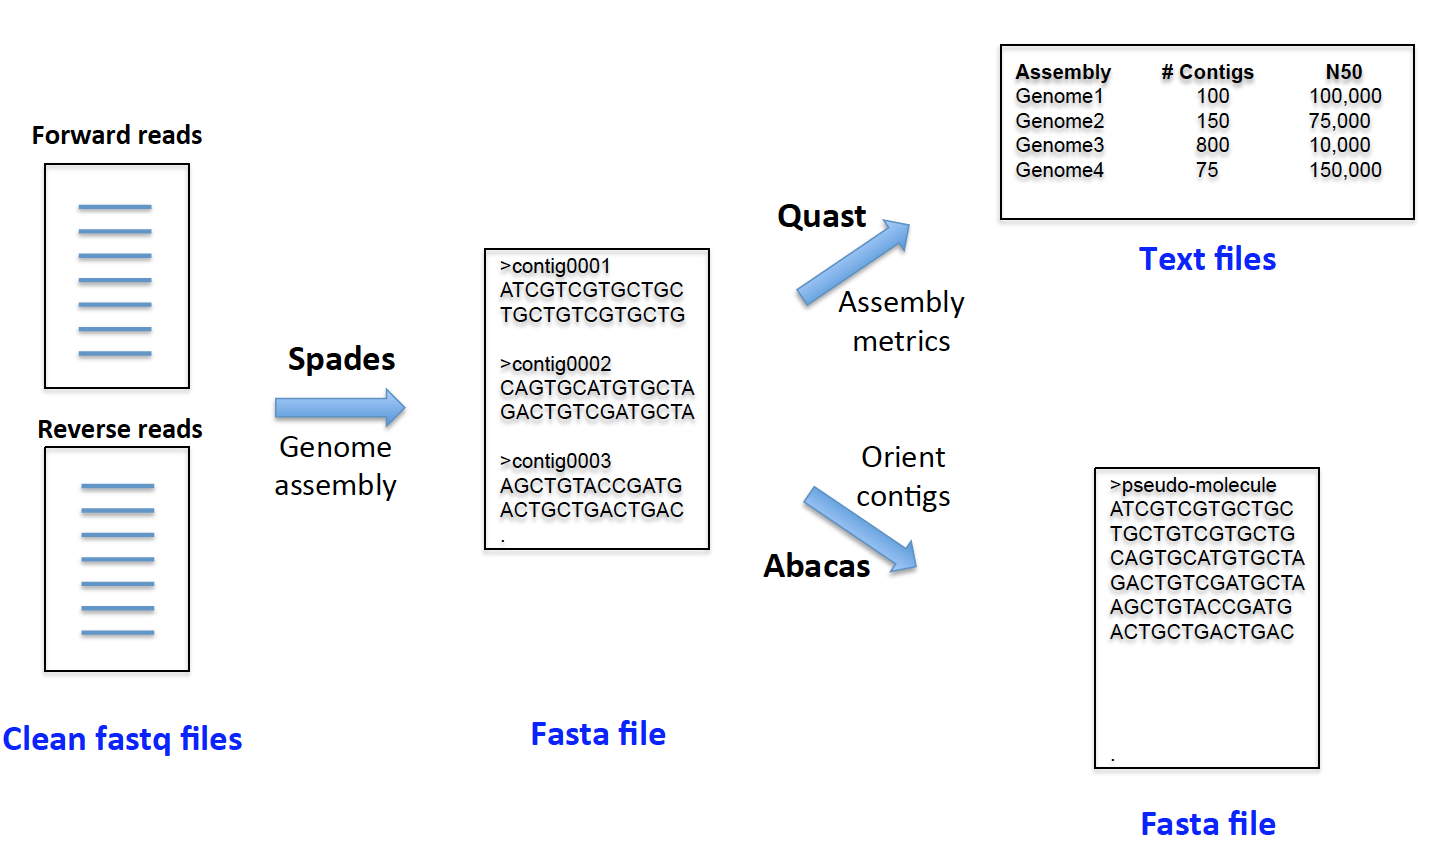 Forward reads
Reverse reads
Clean fastq files
Spades
Genome
assembly
>contig0001
ATCGTCGTGCTGC
TGCTGTCGTGCTG
>contig0002
CAGTGCATGTGCTA
GACTGTCGATGCTA
>contig0003
AGCTGTACCGATG
ACTGCTGACTGAC
.
Fasta file
Quast
Assembly
metrics
Assembly # Contigs N50
Genome1 100 100,000
Genome2 150 75,000
Genome3 800 10,000
Genome4 75 150,000
Text files
Orient
contigs
Abacas
>pseudo-molecule
ATCGTCGTGCTGC
TGCTGTCGTGCTG
CAGTGCATGTGCTA
GACTGTCGATGCTA
AGCTGTACCGATG
ACTGCTGACTGAC
.
Fasta file